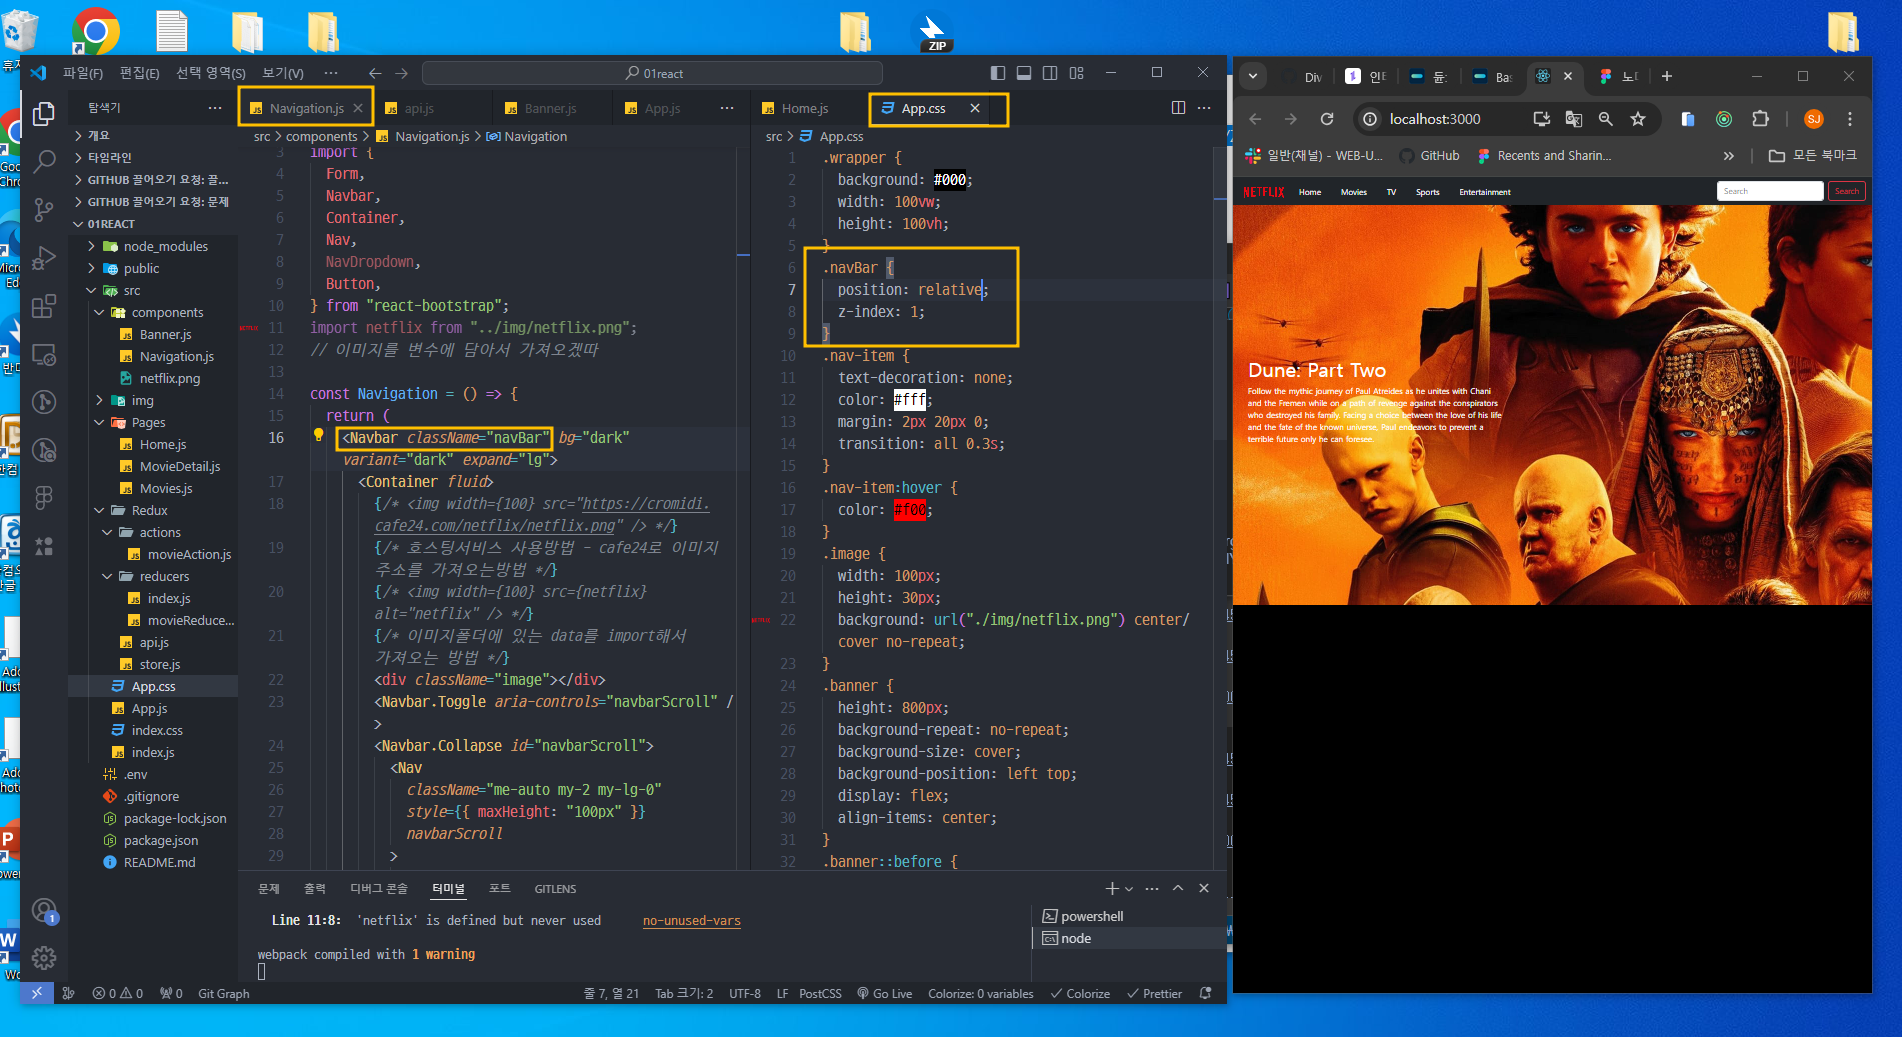 ZIP
파일(F) 편집(E) 선택 영역(S) 보기(V) ··· 01react
탐색기 ···
Navigation.js api.js Banner.js App.js ··· Home.js App.css ···
src > components > Navigation.js > Navigation
src > App.css
개요
타임라인
GITHUB 끌어오기 요청: 끌...
GITHUB 끌어오기 요청: 문제
01REACT
node_modules
public
src
components
Banner.js
Navigation.js
netflix.png
img
Pages
Home.js
MovieDetail.js
Movies.js
Redux
actions
movieAction.js
reducers
index.js
movieReduce...
api.js
store.js
App.css
App.js
index.css
index.js
.env
.gitignore
package-lock.json
package.json
README.md
3 import {
4 Form,
5 Navbar,
6 Container,
7 Nav,
8 NavDropdown,
9 Button,
10 } from "react-bootstrap";
11 import netflix from "../img/netflix.png";
12 // 이미지를 변수에 담아서 가져오겠따
13
14 const Navigation = () => {
15 return (
16 <Navbar className="navBar" bg="dark"
variant="dark" expand="lg">
17 <Container fluid>
18 {/* <img width={100} src="https://cromidi.
cafe24.com/netflix/netflix.png" /> */}
19 {/* 호스팅서비스 사용방법 - cafe24로 이미지
주소를 가져오는방법 */}
20 {/* <img width={100} src={netflix}
alt="netflix" /> */}
21 {/* 이미지폴더에 있는 data를 import해서
가져오는 방법 */}
22 <div className="image"></div>
23 <Navbar.Toggle aria-controls="navbarScroll" /
>
24 <Navbar.Collapse id="navbarScroll">
25 <Nav
26 className="me-auto my-2 my-lg-0"
27 style={{ maxHeight: "100px" }}
28 navbarScroll
29 >
1 .wrapper {
2 background: #000;
3 width: 100vw;
4 height: 100vh;
5 }
6 .navBar {
7 position: relative;
8 z-index: 1;
9 }
10 .nav-item {
11 text-decoration: none;
12 color: #fff;
13 margin: 2px 20px 0;
14 transition: all 0.3s;
15 }
16 .nav-item:hover {
17 color: #f00;
18 }
19 .image {
20 width: 100px;
21 height: 30px;
22 background: url("./img/netflix.png") center/
cover no-repeat;
23 }
24 .banner {
25 height: 800px;
26 background-repeat: no-repeat;
27 background-size: cover;
28 background-position: left top;
29 display: flex;
30 align-items: center;
31 }
32 .banner::before {
문제 출력 디버그 콘솔 터미널 포트 GITLENS
Line 11:8: 'netflix' is defined but never used no-unused-vars
webpack compiled with 1 warning
powershell
node
0 0 0 Git Graph 줄 7, 열 21 Tab 크기: 2 UTF-8 LF PostCSS Go Live Colorize: 0 variables Colorize Prettier
localhost:3000 SJ
일반(채널) - WEB-U... GitHub Recents and Sharin... 모든 북마크
NETFLIX Home Movies TV Sports Entertainment Search Search
Dune: Part Two
Follow the mythic journey of Paul Atreides as he unites with Chani
and the Fremen while on a path of revenge against the conspirators
who destroyed his family. Facing a choice between the love of his life
and the fate of the known universe, Paul endeavors to prevent a
terrible future only he can foresee.